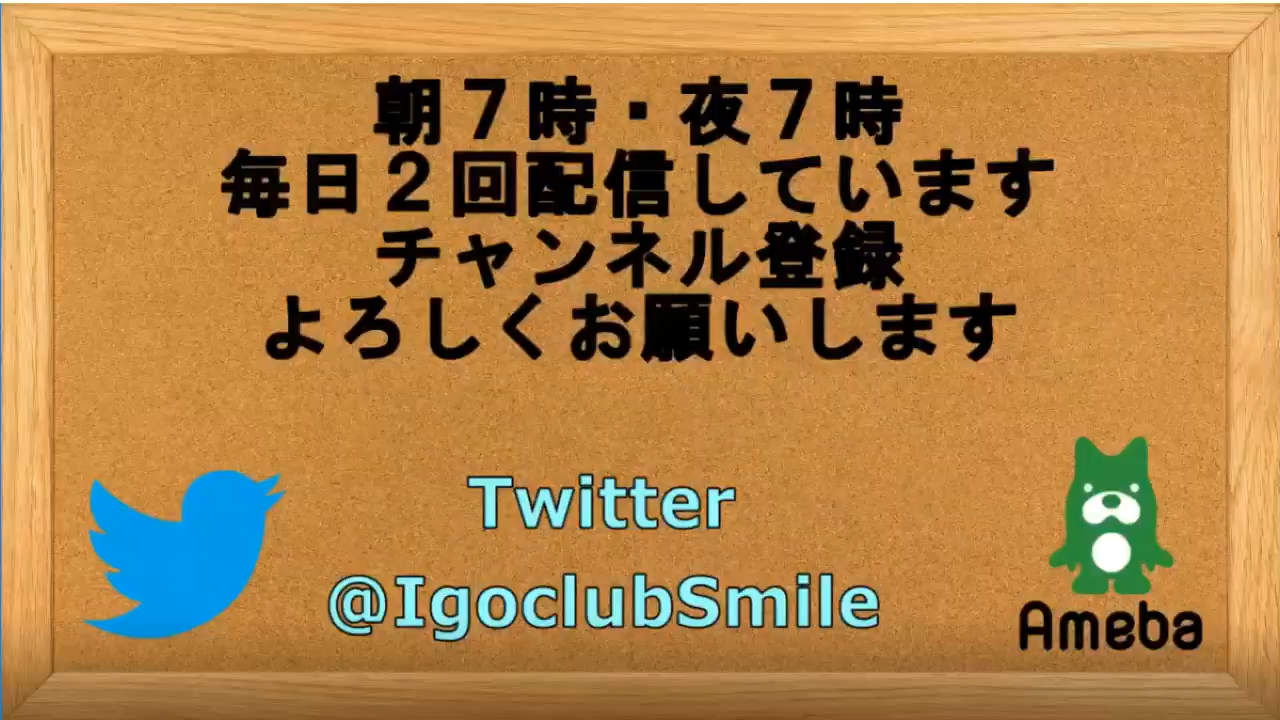 朝７時・夜７時
毎日２回配信しています
チャンネル登録
よろしくお願いします
Twitter
@IgoclubSmile
Ameba